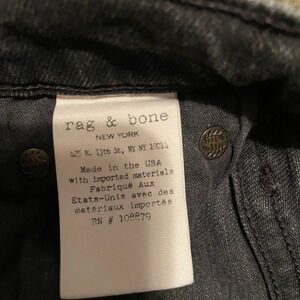 rag & bone
NEW YORK
425 W. 13th St, NY NY 10014
Made in the USA
with imported materials
Fabriqué Aux
Etats-Unis avec des
matériaux importés
RN # 108879